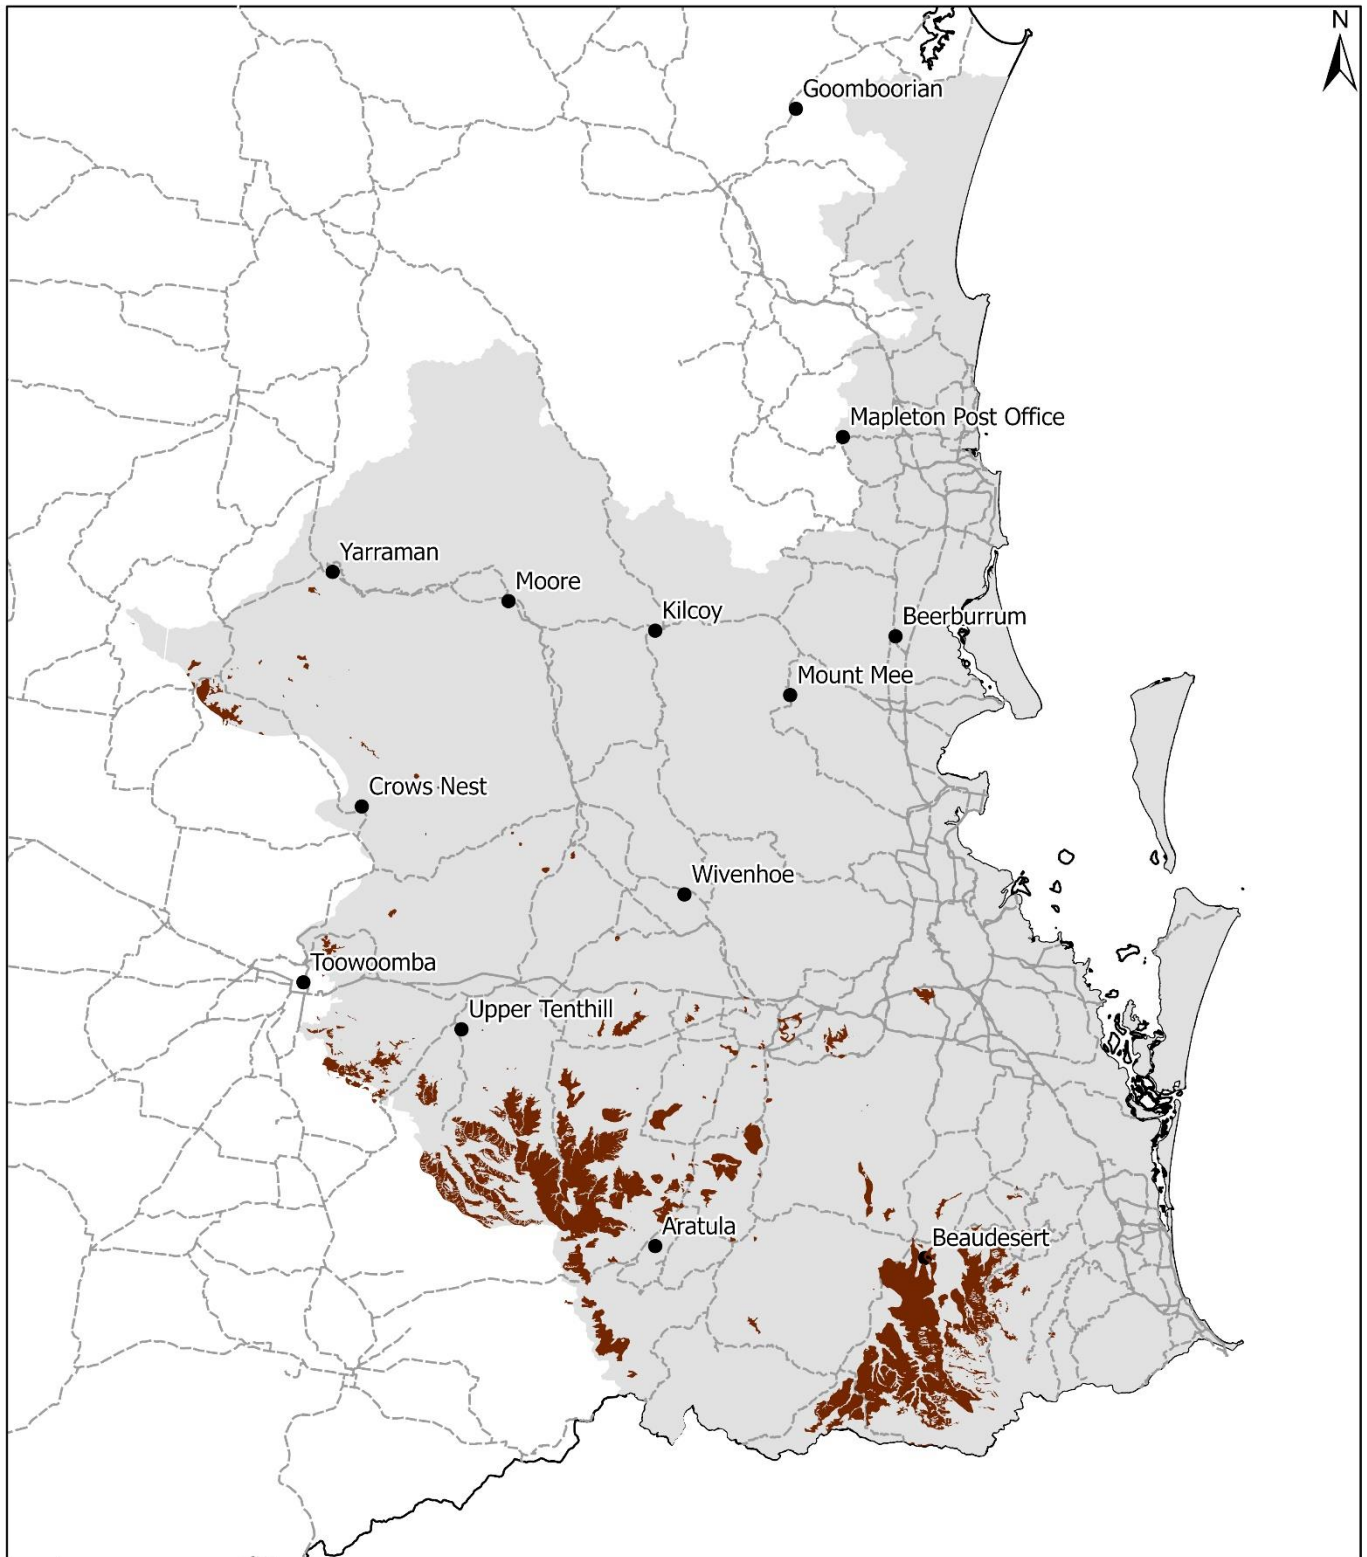 N
Goomboorian
Mapleton Post Office
Yarraman
Moore
Kilcoy
Beerburrum
Mount Mee
Crows Nest
Wivenhoe
Toowoomba
Upper Tenthill
Aratula
Beaudesert